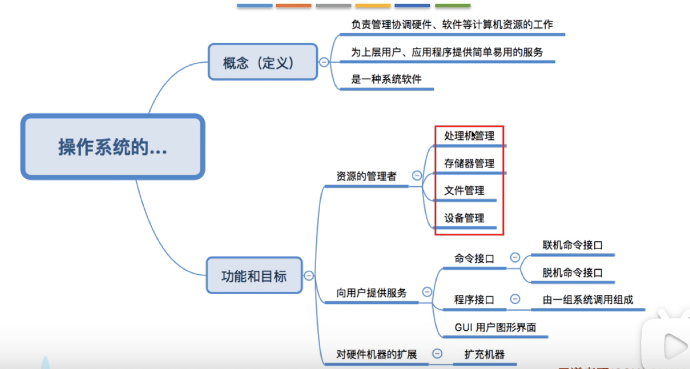 负责管理协调硬件、软件等计算机资源的工作
概念（定义）
为上层用户、应用程序提供简单易用的服务
是一种系统软件
操作系统的...
处理机管理
资源的管理者
存储器管理
文件管理
设备管理
功能和目标
向用户提供服务
命令接口
联机命令接口
脱机命令接口
程序接口
由一组系统调用组成
GUI 用户图形界面
对硬件机器的扩展
扩充机器